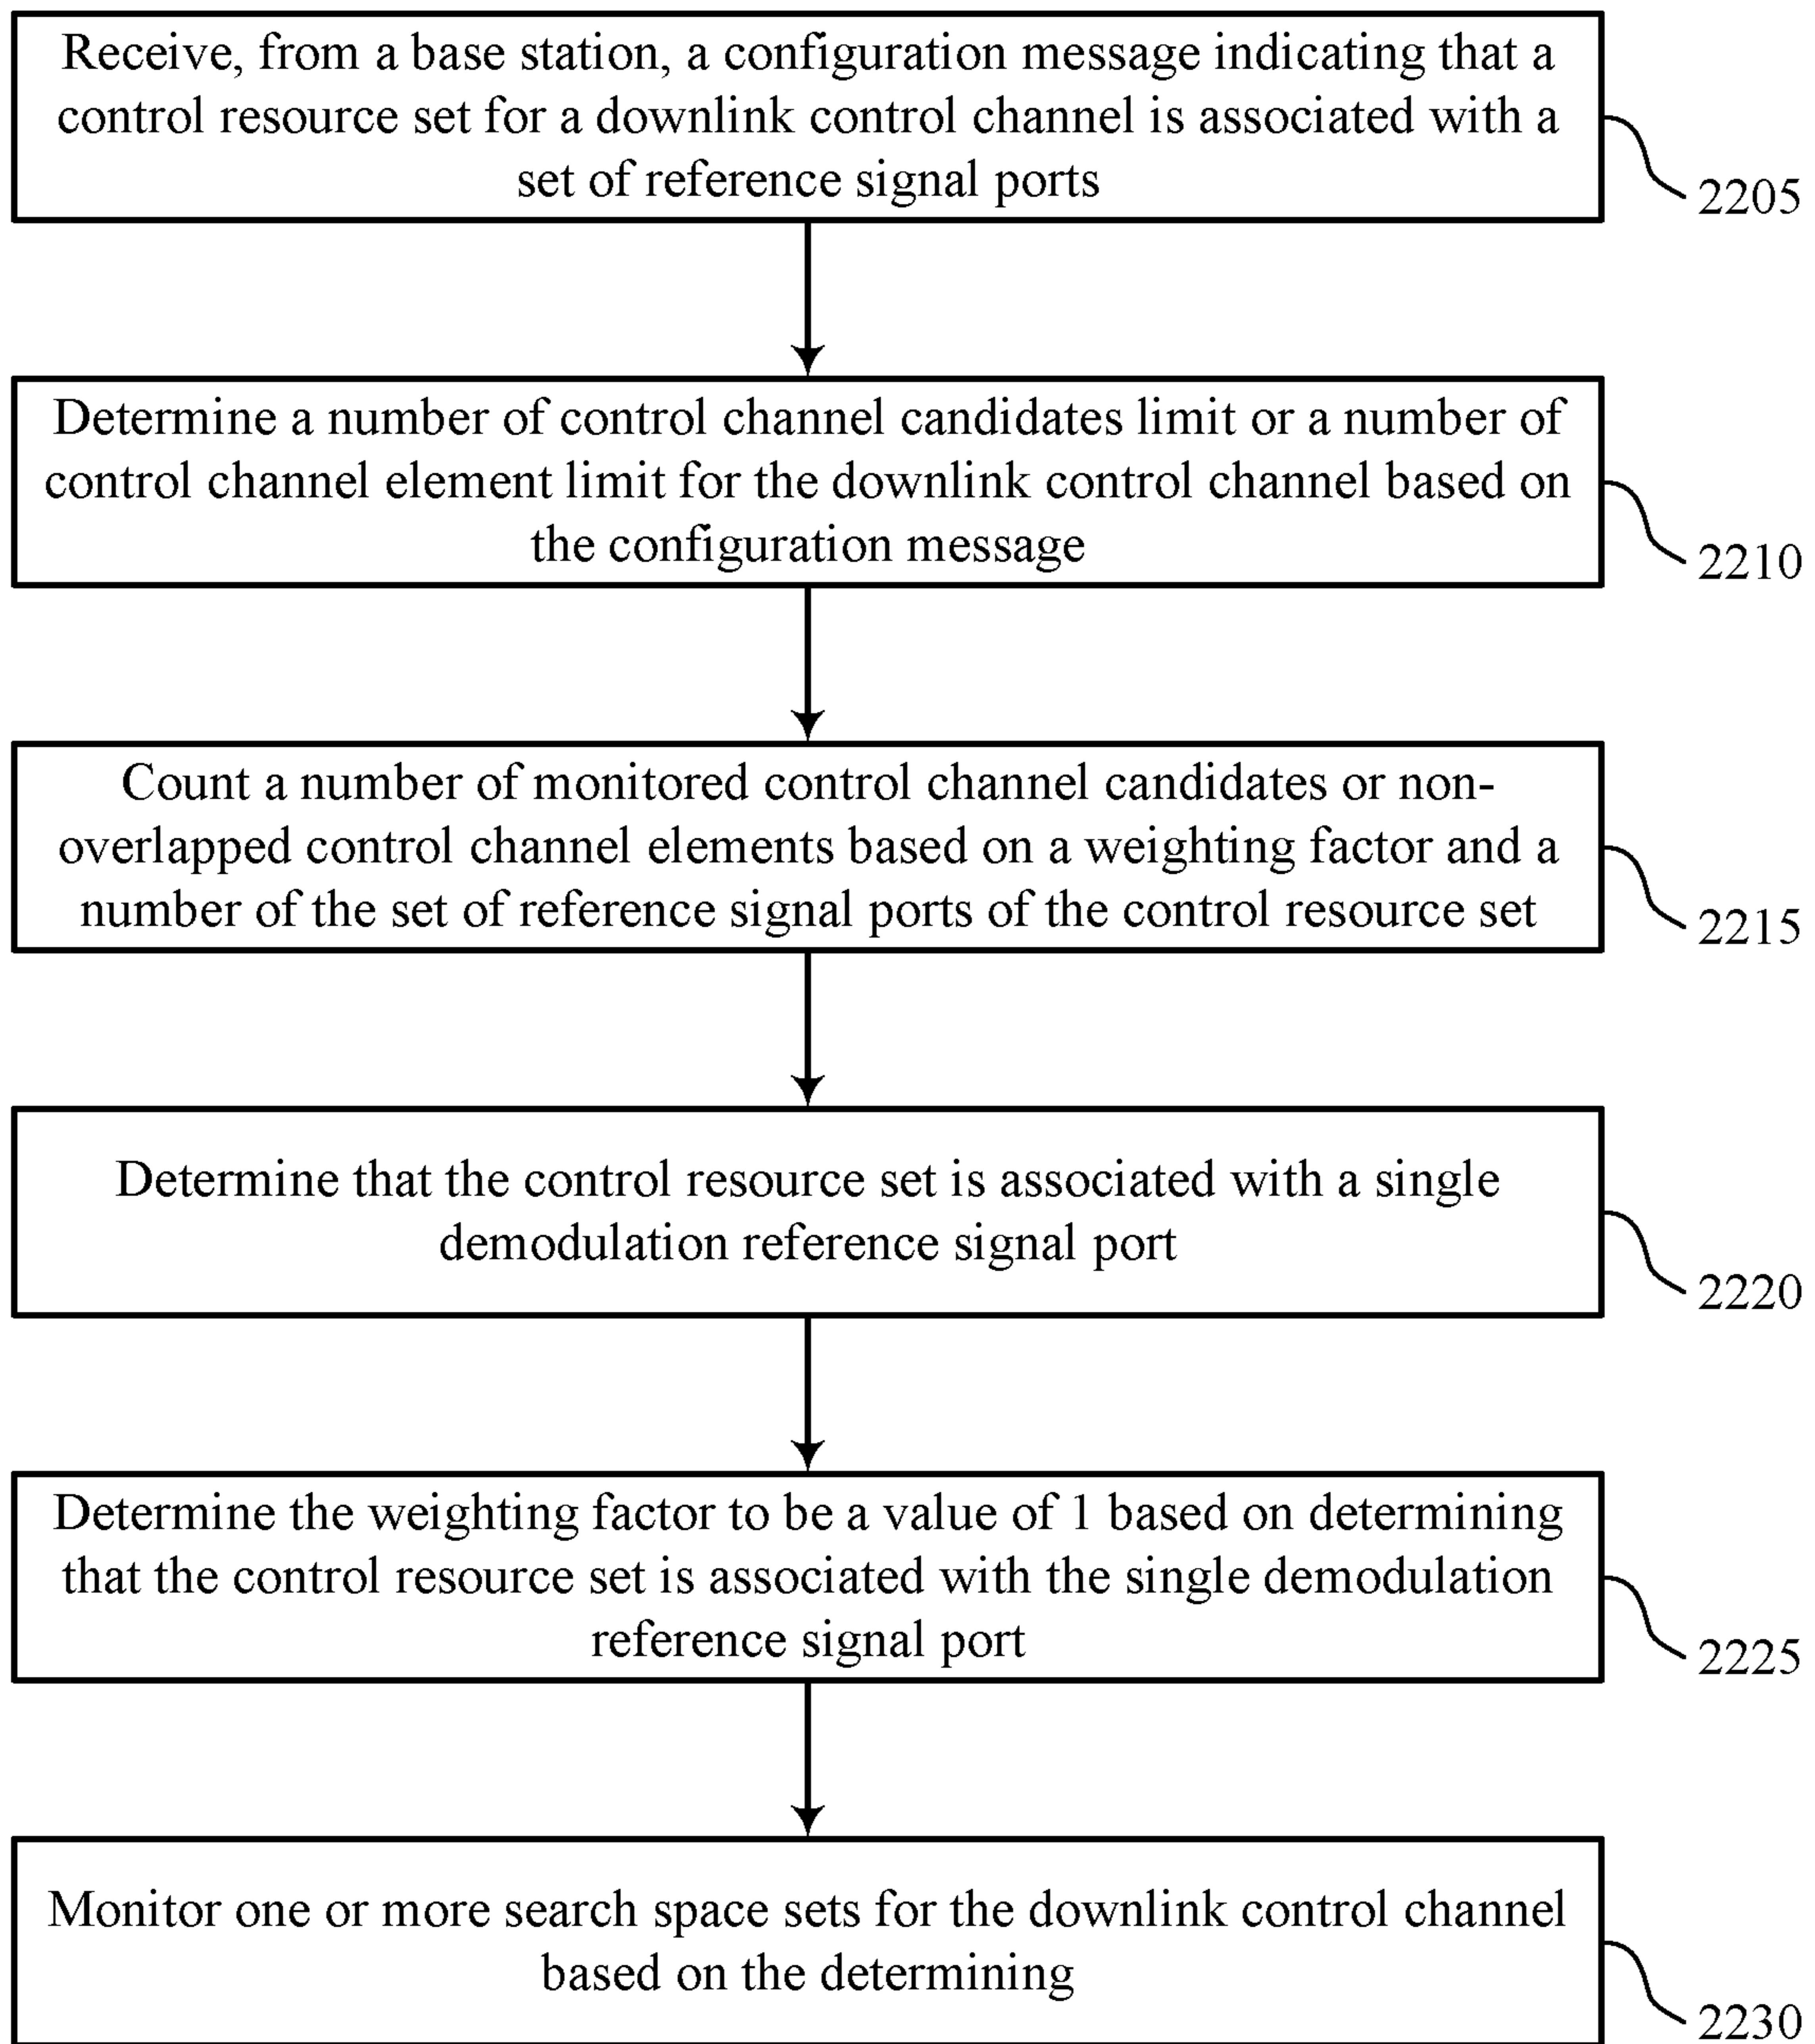 Receive, from a base station, a configuration message indicating that a
control resource set for a downlink control channel is associated with a
set of reference signal ports
2205
Determine a number of control channel candidates limit or a number of
control channel element limit for the downlink control channel based on
the configuration message
2210
Count a number of monitored control channel candidates or non-
overlapped control channel elements based on a weighting factor and a
number of the set of reference signal ports of the control resource set
2215
Determine that the control resource set is associated with a single
demodulation reference signal port
2220
Determine the weighting factor to be a value of 1 based on determining
that the control resource set is associated with the single demodulation
reference signal port
2225
Monitor one or more search space sets for the downlink control channel
based on the determining
2230